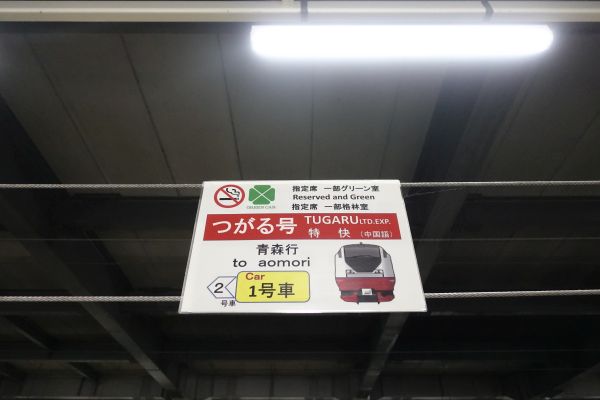 指定席 一部グリーン室
Reserved and Green
指定席 一部格林室
GREEN CAR
つがる号 TUGARU LTD.EXP.
特 快 (中国語)
青森行
to aomori
Car
2 1号車
号車